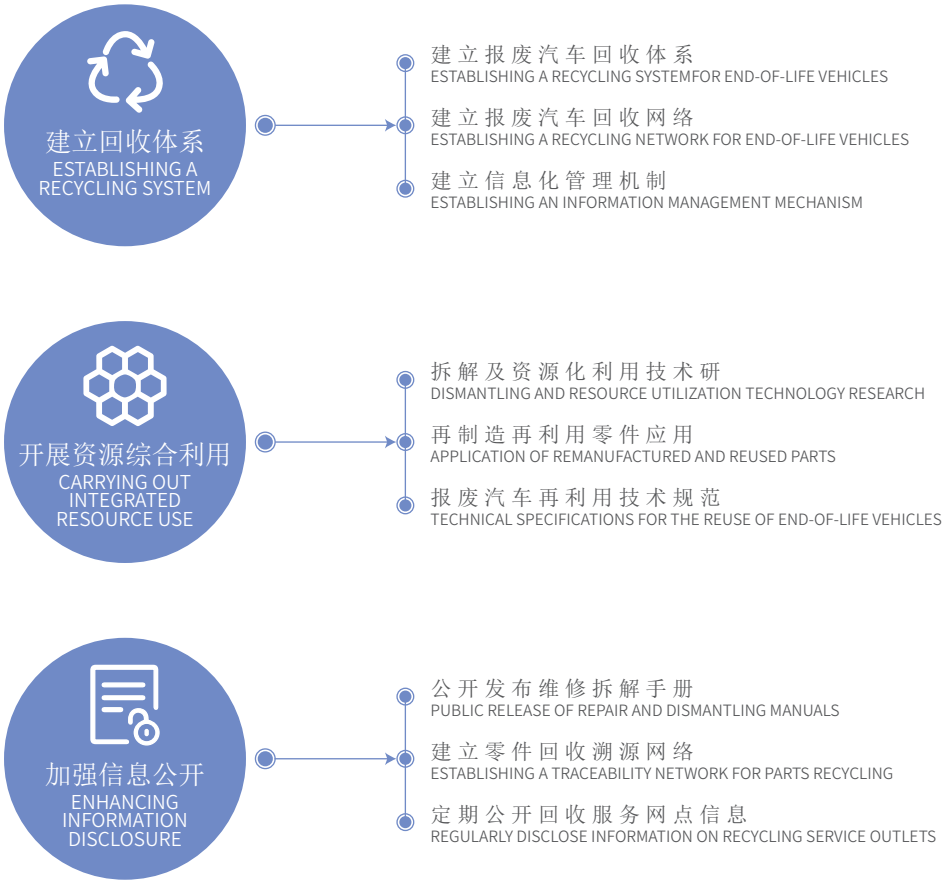 建立回收体系
ESTABLISHING A
RECYCLING SYSTEM
建立报废汽车回收体系
ESTABLISHING A RECYCLING SYSTEMFOR END-OF-LIFE VEHICLES
建立报废汽车回收网络
ESTABLISHING A RECYCLING NETWORK FOR END-OF-LIFE VEHICLES
建立信息化管理机制
ESTABLISHING AN INFORMATION MANAGEMENT MECHANISM
开展资源综合利用
CARRYING OUT
INTEGRATED
RESOURCE USE
拆解及资源化利用技术研
DISMANTLING AND RESOURCE UTILIZATION TECHNOLOGY RESEARCH
再制造再利用零件应用
APPLICATION OF REMANUFACTURED AND REUSED PARTS
报废汽车再利用技术规范
TECHNICAL SPECIFICATIONS FOR THE REUSE OF END-OF-LIFE VEHICLES
加强信息公开
ENHANCING
INFORMATION
DISCLOSURE
公开发布维修拆解手册
PUBLIC RELEASE OF REPAIR AND DISMANTLING MANUALS
建立零件回收溯源网络
ESTABLISHING A TRACEABILITY NETWORK FOR PARTS RECYCLING
定期公开回收服务网点信息
REGULARLY DISCLOSE INFORMATION ON RECYCLING SERVICE OUTLETS